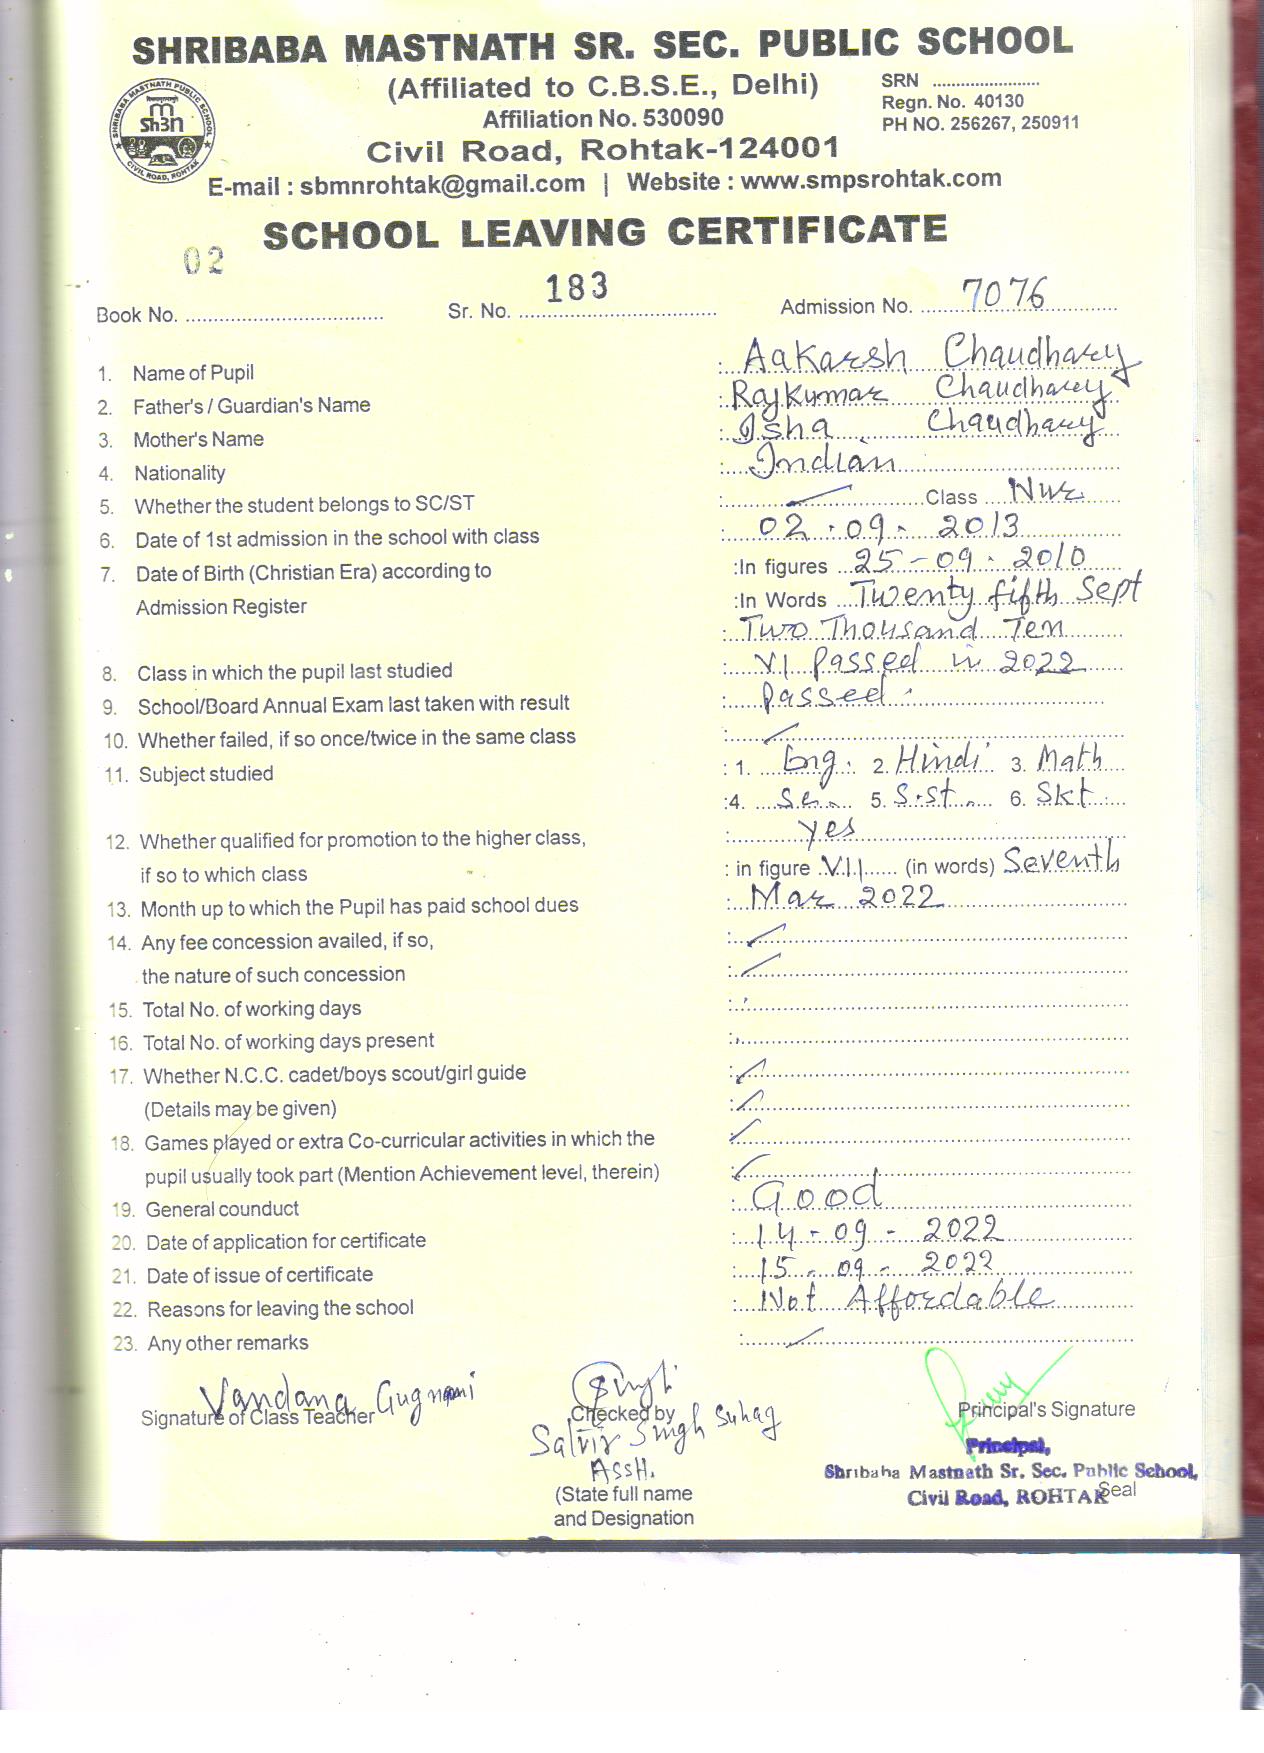 SHRIBABA MASTNATH SR. SEC. PUBLIC SCHOOL
(Affiliated to C.B.S.E., Delhi)
SRN ........................
Affiliation No. 530090
Regn. No. 40130
PH NO. 256267, 250911
SHRIBABA MASTNATH PUBLIC SCHOOL
CIVIL ROAD, ROHTAK
Civil Road, Rohtak-124001
E-mail : sbmnrohtak@gmail.com | Website : www.smpsrohtak.com
SCHOOL LEAVING CERTIFICATE
Book No. 02 Sr. No. 183 Admission No. 7076
1. Name of Pupil : Aakarsh Chaudharey
2. Father's / Guardian's Name : Rajkumar Chaudharey
3. Mother's Name : Isha Chaudharey
4. Nationality : Indian
5. Whether the student belongs to SC/ST : Class Nur
6. Date of 1st admission in the school with class : 02-09-2013
7. Date of Birth (Christian Era) according to :In figures 25-09-2010
Admission Register :In Words Twenty fifth Sept
: Two Thousand Ten
8. Class in which the pupil last studied : VI Passed in 2022
9. School/Board Annual Exam last taken with result : Passed
10. Whether failed, if so once/twice in the same class :
11. Subject studied : 1. Eng. 2. Hindi 3. Math
:4. Sc. 5. S.st. 6. Skt.
12. Whether qualified for promotion to the higher class, : yes
if so to which class : in figure VII (in words) Seventh
13. Month up to which the Pupil has paid school dues : Mar 2022
14. Any fee concession availed, if so, :
the nature of such concession :
15. Total No. of working days :
16. Total No. of working days present :
17. Whether N.C.C. cadet/boys scout/girl guide :
(Details may be given) :
18. Games played or extra Co-curricular activities in which the :
pupil usually took part (Mention Achievement level, therein) :
19. General counduct : Good
20. Date of application for certificate : 14-09-2022
21. Date of issue of certificate : 15-09-2022
22. Reasons for leaving the school : Not Affordable
23. Any other remarks :
Vandana Gugnani
Signature of Class Teacher Checked by Principal's Signature
Satvir Singh Suhag
Principal,
Asstt.
Shribaba Mastnath Sr. Sec. Public School,
(State full name Civil Road, ROHTAK Seal
and Designation